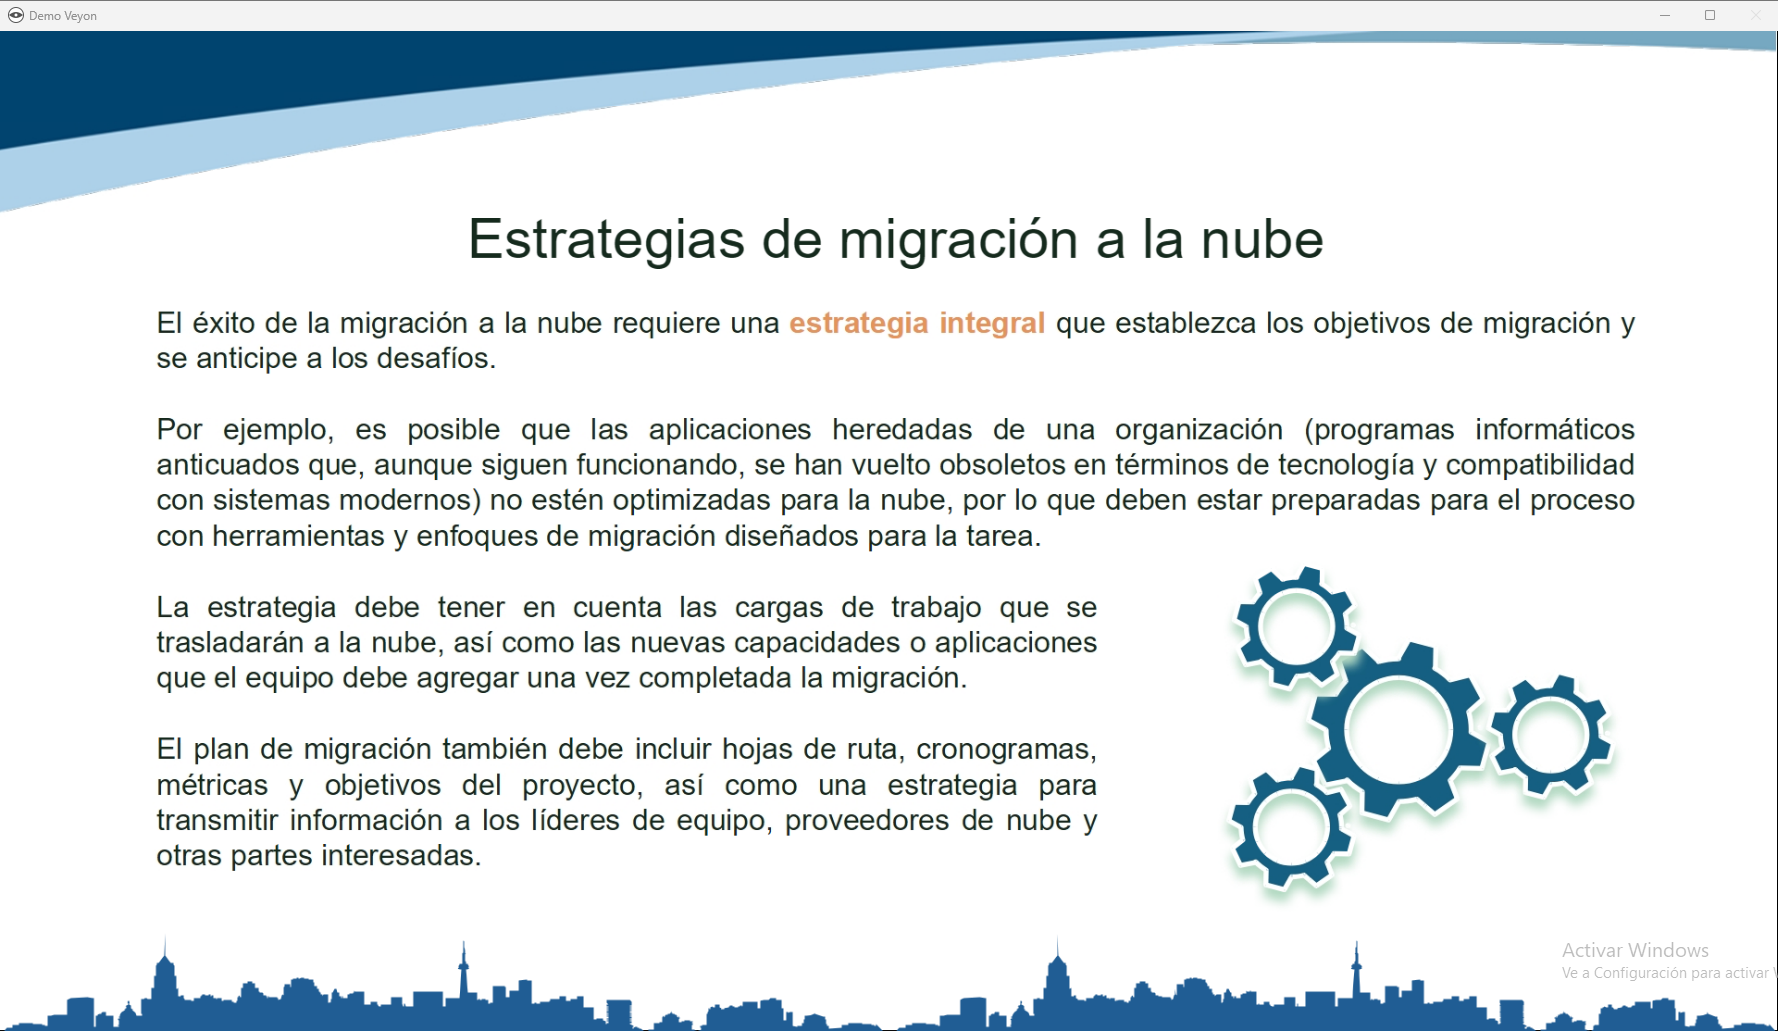 Demo Veyon
Estrategias de migración a la nube
El éxito de la migración a la nube requiere una estrategia integral que establezca los objetivos de migración y
se anticipe a los desafíos.
Por ejemplo, es posible que las aplicaciones heredadas de una organización (programas informáticos
anticuados que, aunque siguen funcionando, se han vuelto obsoletos en términos de tecnología y compatibilidad
con sistemas modernos) no estén optimizadas para la nube, por lo que deben estar preparadas para el proceso
con herramientas y enfoques de migración diseñados para la tarea.
La estrategia debe tener en cuenta las cargas de trabajo que se
trasladarán a la nube, así como las nuevas capacidades o aplicaciones
que el equipo debe agregar una vez completada la migración.
El plan de migración también debe incluir hojas de ruta, cronogramas,
métricas y objetivos del proyecto, así como una estrategia para
transmitir información a los líderes de equipo, proveedores de nube y
otras partes interesadas.
Activar Windows
Ve a Configuración para activar